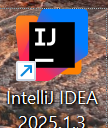 IJ
IntelliJ IDEA
2025.1.3